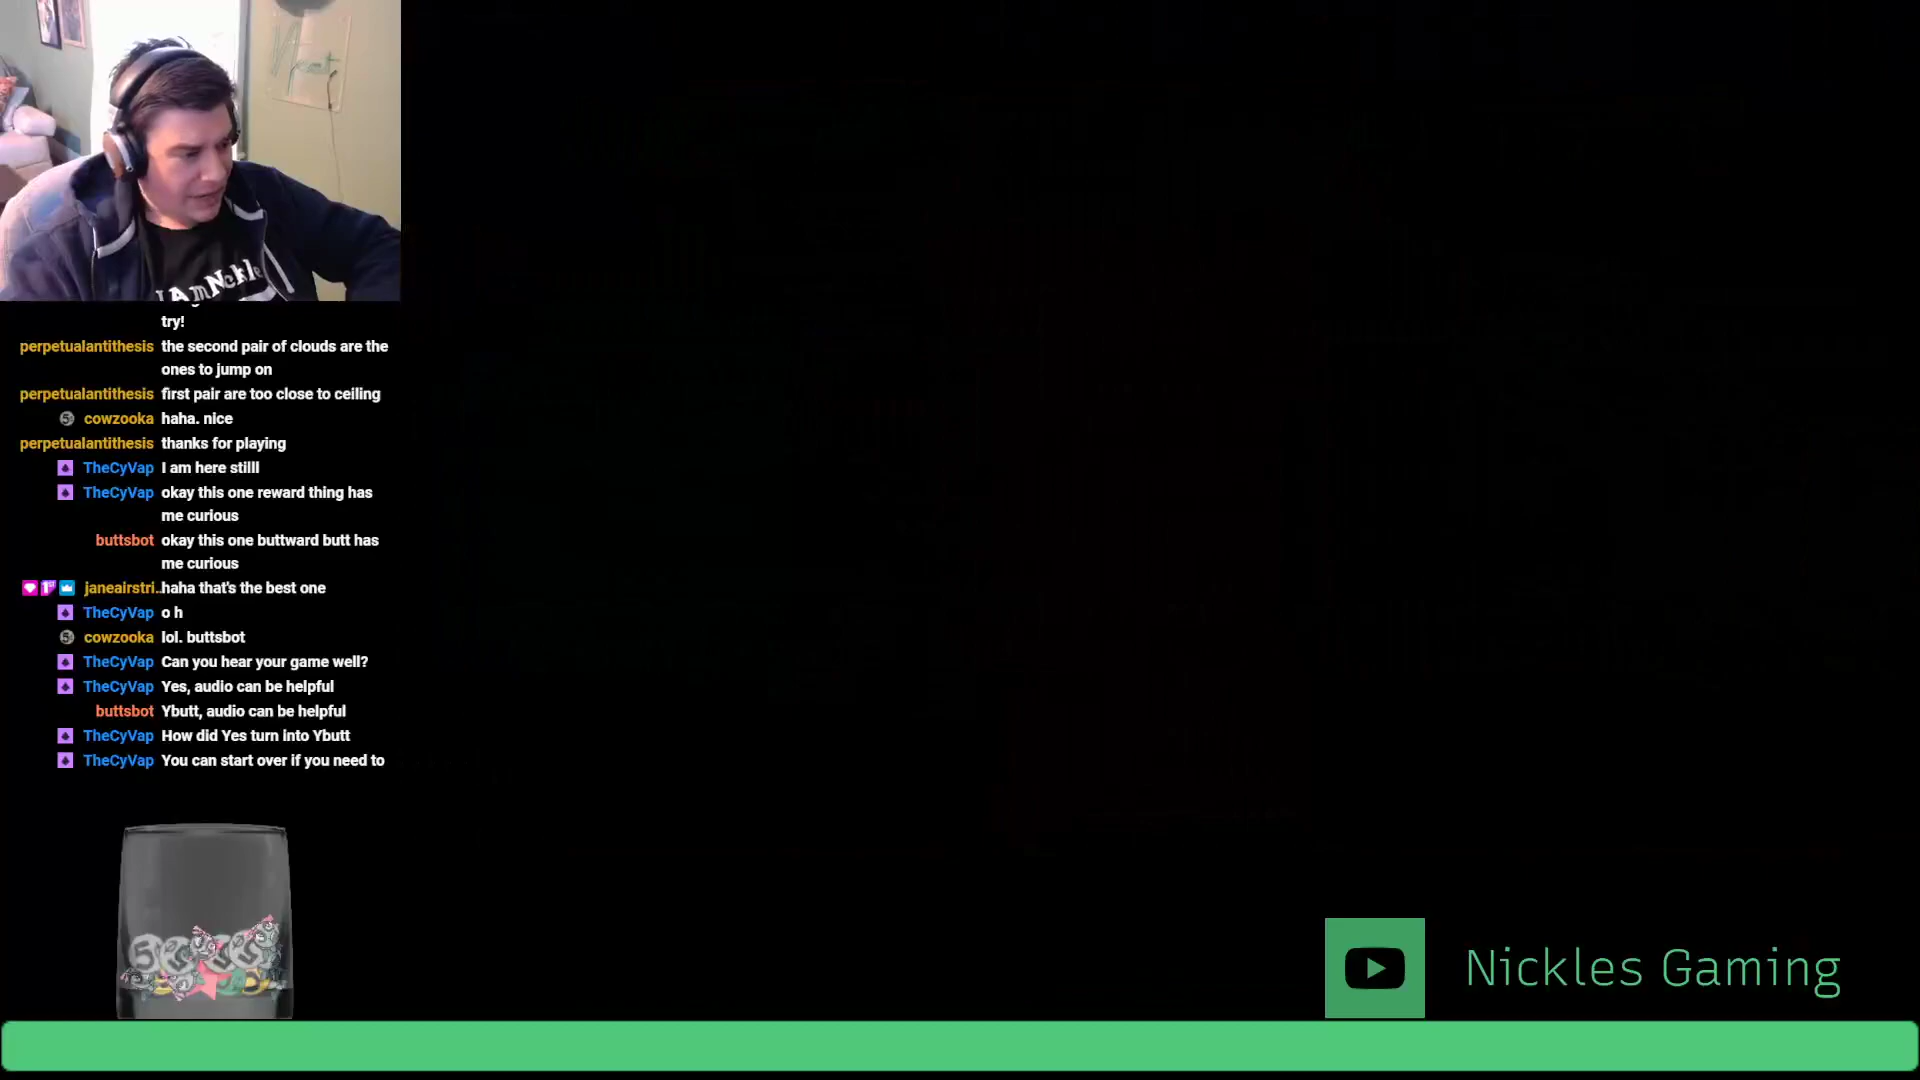 I AmNckle
try!
perpetualantithesis the second pair of clouds are the
ones to jump on
perpetualantithesis first pair are too close to ceiling
cowzooka haha. nice
perpetualantithesis thanks for playing
TheCyVap I am here stilll
TheCyVap okay this one reward thing has
me curious
buttsbot okay this one buttward butt has
me curious
janeairstri.. haha that's the best one
TheCyVap o h
cowzooka lol. buttsbot
TheCyVap Can you hear your game well?
TheCyVap Yes, audio can be helpful
buttsbot Ybutt, audio can be helpful
TheCyVap How did Yes turn into Ybutt
TheCyVap You can start over if you need to
Nickles Gaming